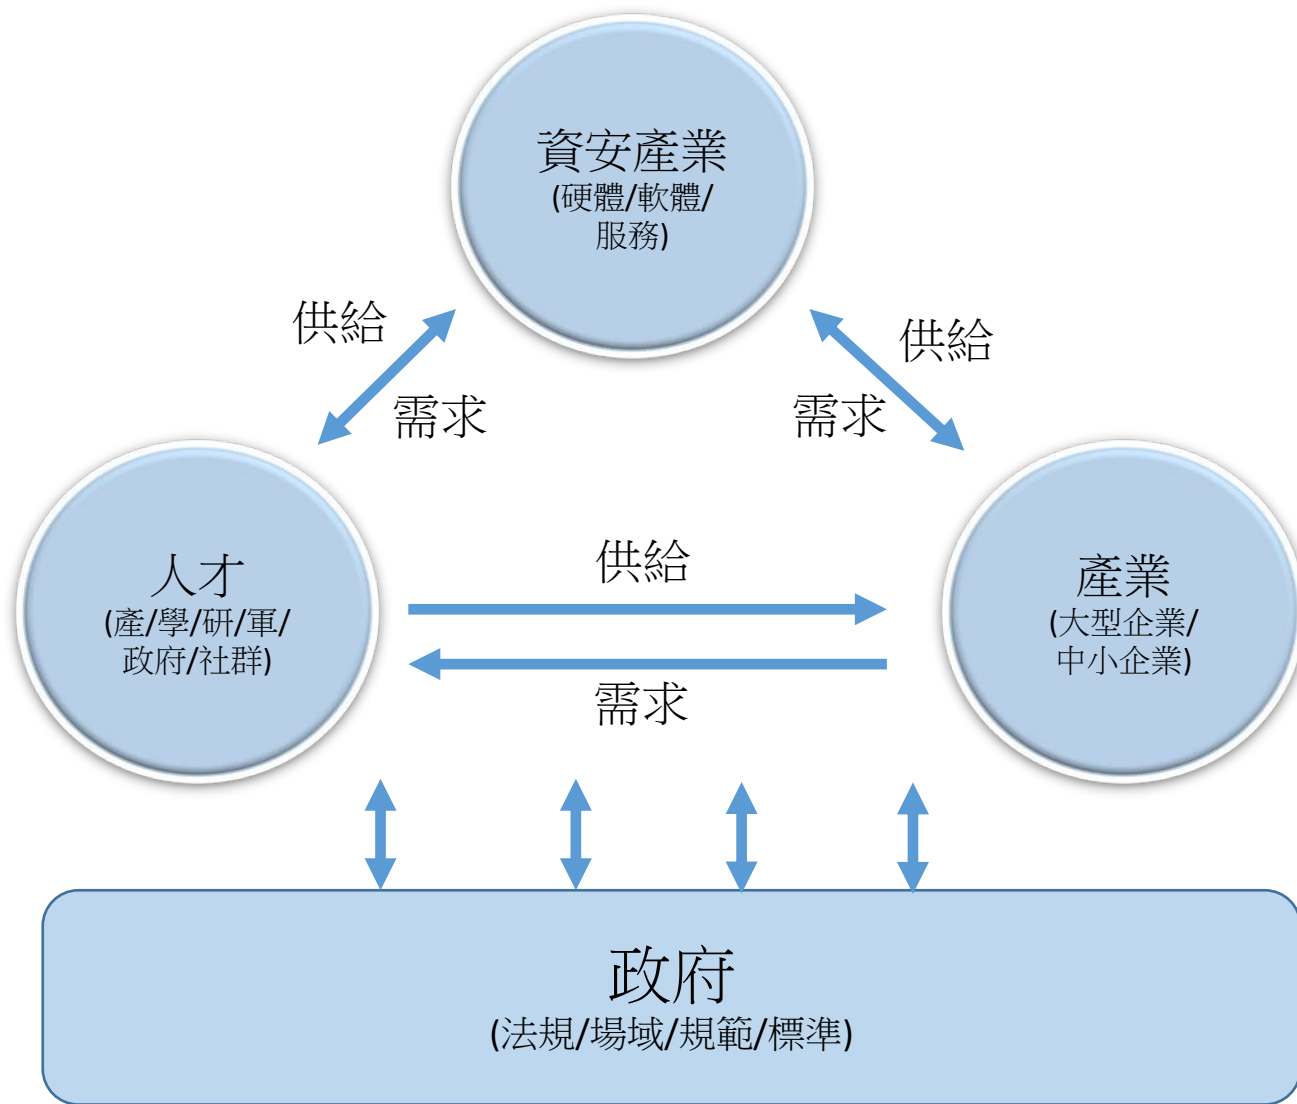 資安產業
(硬體/軟體/
服務)
供給
供給
需求
需求
人才
(產/學/研/軍/
政府/社群)
供給
產業
(大型企業/
中小企業)
需求
政府
(法規/場域/規範/標準)